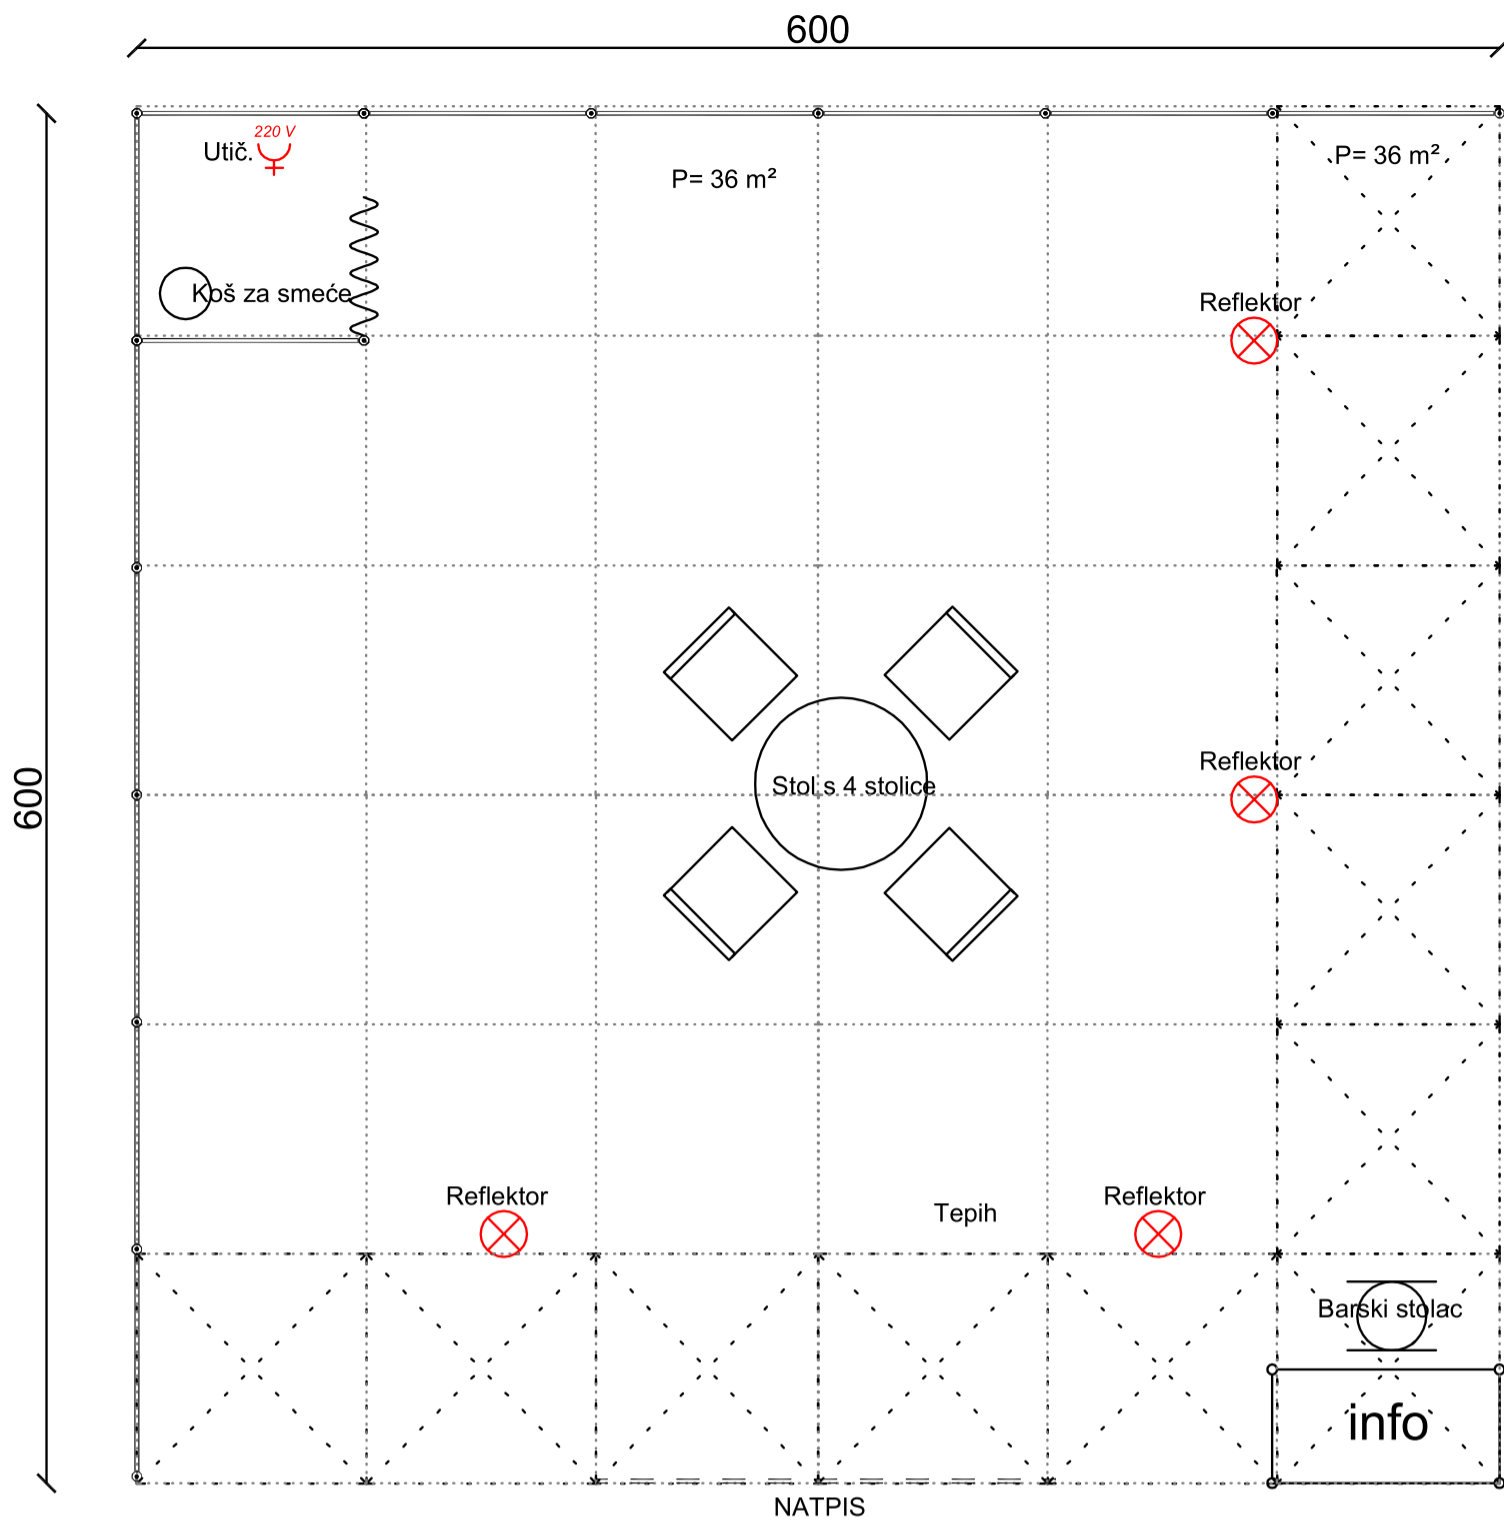 600
220 V
Utič.
P= 36 m²
P= 36 m²
Koš za smeće
Reflektor
Reflektor
Stol s 4 stolice
600
Reflektor
Reflektor
Tepih
Barski stolac
info
NATPIS